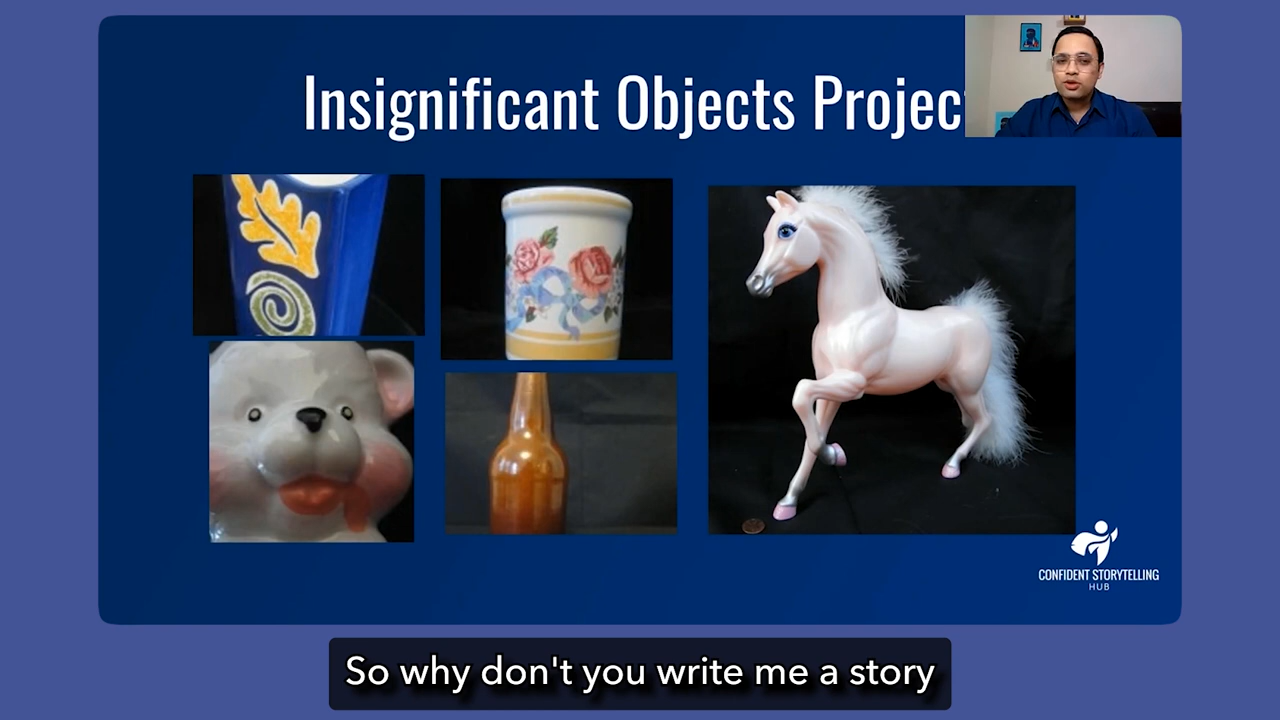 Insignificant Objects Projec
CONFIDENT STORYTELLING
HUB
So why don't you write me a story